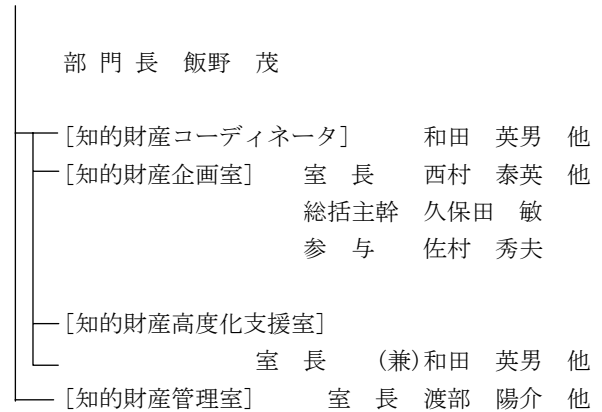 部 門 長　飯野　茂
［知的財産コーディネータ］　　　和田　英男　他
［知的財産企画室］　　室　長　　西村　泰英　他
総括主幹　久保田　敏
参　与　　佐村　秀夫
［知的財産高度化支援室］
室　長　　(兼)和田　英男　他
［知的財産管理室］　　　室　長　渡部　陽介　他